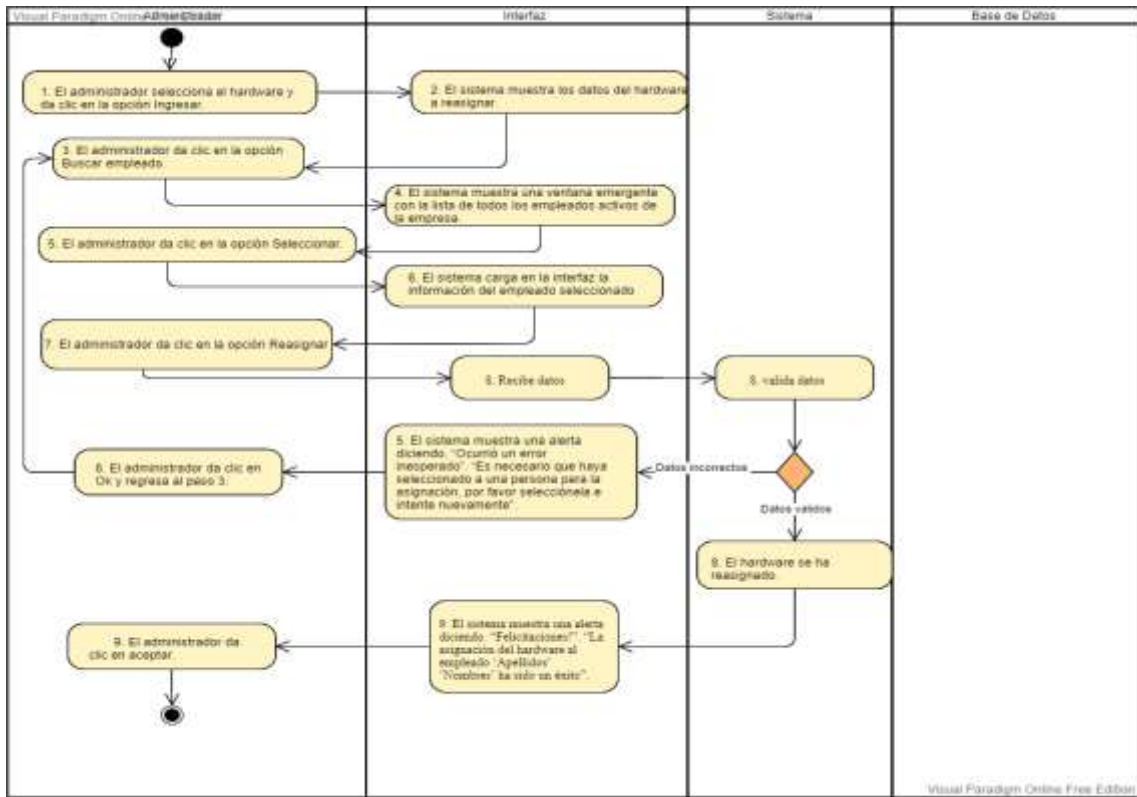 Visual Paradigm Online Free Edition
Administrador
Interfaz
Sistema
Base de Datos
1. El administrador selecciona el hardware y
da clic en la opción Ingresar.
2. El sistema muestra los datos del hardware
a reasignar
3. El administrador da clic en la opción
Buscar empleado
4. El sistema muestra una ventana emergente
con la lista de todos los empleados activos de
la empresa
5. El administrador da clic en la opción Seleccionar.
6. El sistema carga en la interfaz la
información del empleado seleccionado
7. El administrador da clic en la opción Reasignar
8. Recibe datos
8. valida datos
Datos incorrectos
5. El sistema muestra una alerta
diciendo. "Ocurrió un error
inesperado". "Es necesario que haya
seleccionado a una persona para la
asignación, por favor selecciónela e
intente nuevamente".
6. El administrador da clic en
Ok y regresa al paso 3.
Datos validos
8. El hardware se ha
reasignado.
9. El sistema muestra una alerta
diciendo. "Felicitaciones!". "La
asignación del hardware al
empleado 'Apellidos'
'Nombres' ha sido un éxito".
9. El administrador da
clic en aceptar.
Visual Paradigm Online Free Edition